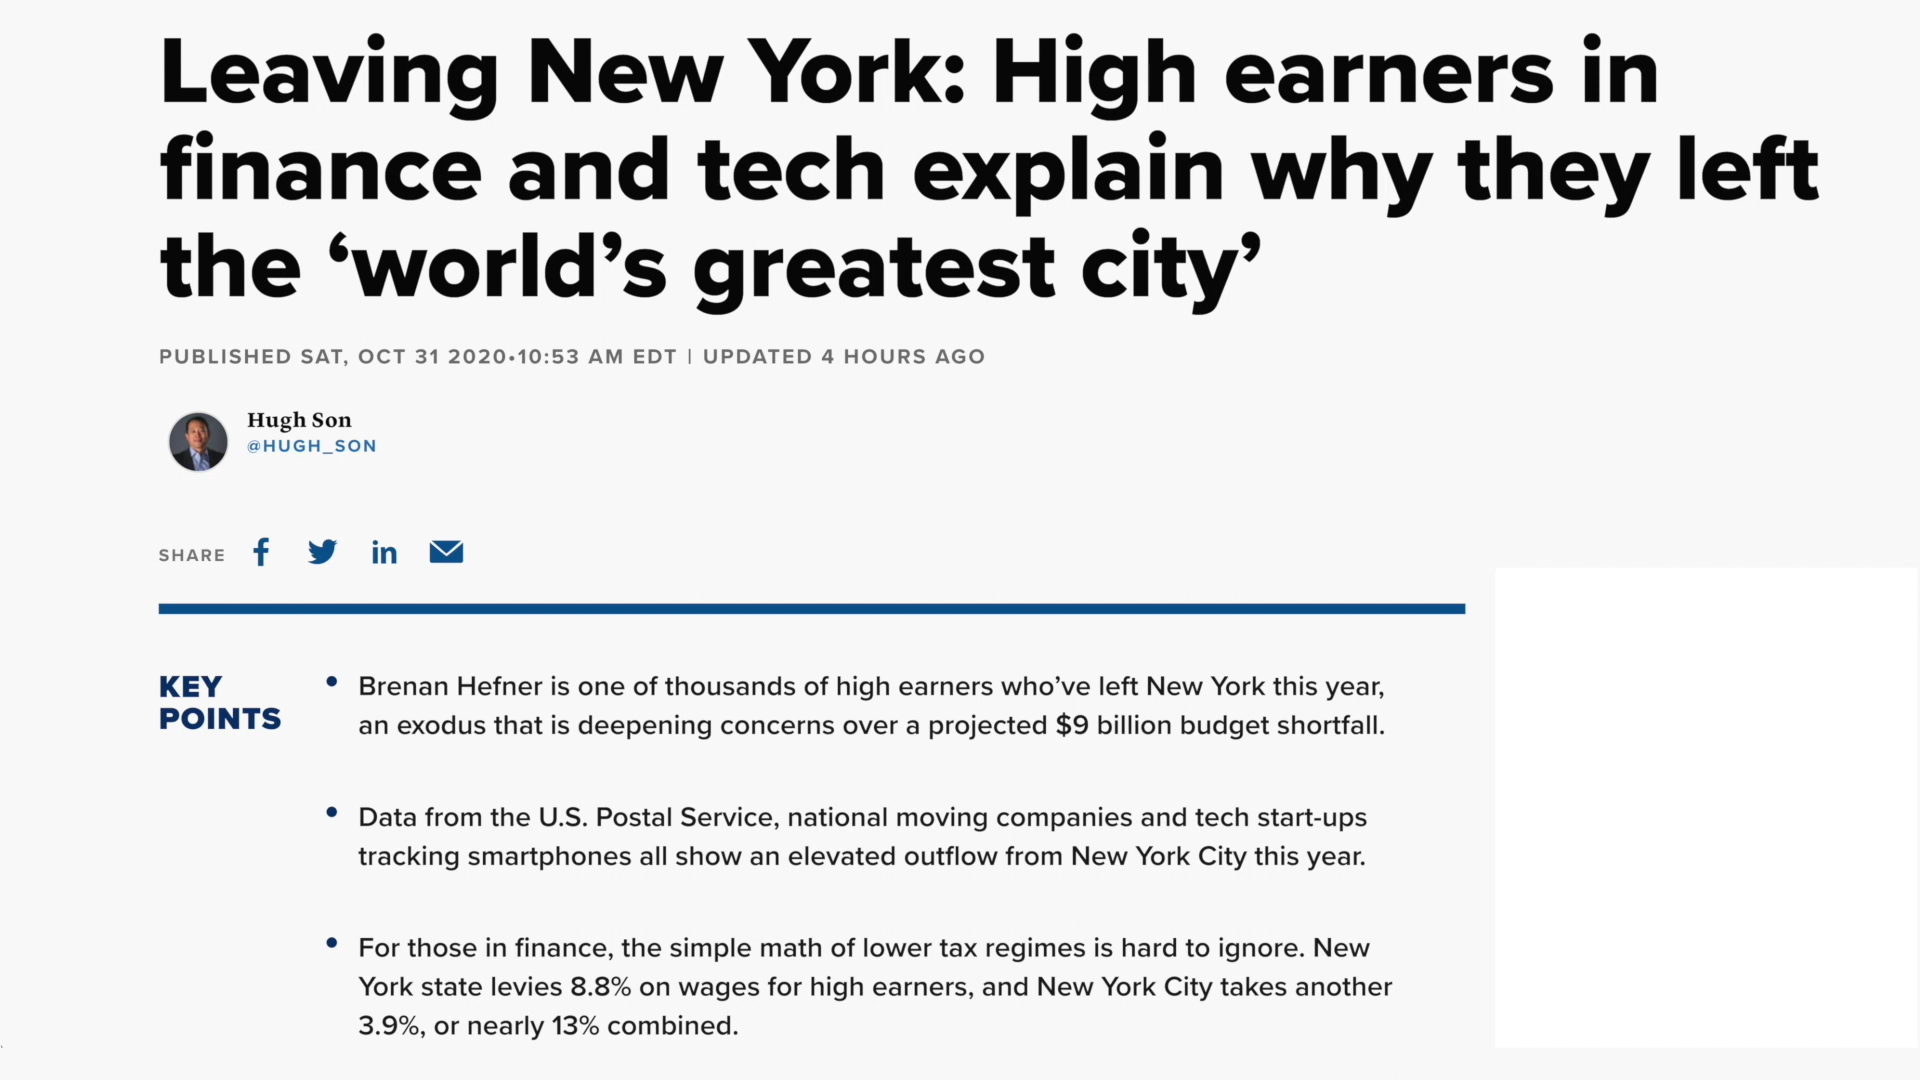 Leaving New York: High earners in
finance and tech explain why they left
the ‘world’s greatest city’
PUBLISHED SAT, OCT 31 2020•10:53 AM EDT | UPDATED 4 HOURS AGO
Hugh Son
@HUGH_SON
SHARE
KEY
POINTS
• Brenan Hefner is one of thousands of high earners who’ve left New York this year,
an exodus that is deepening concerns over a projected $9 billion budget shortfall.
• Data from the U.S. Postal Service, national moving companies and tech start-ups
tracking smartphones all show an elevated outflow from New York City this year.
• For those in finance, the simple math of lower tax regimes is hard to ignore. New
York state levies 8.8% on wages for high earners, and New York City takes another
3.9%, or nearly 13% combined.